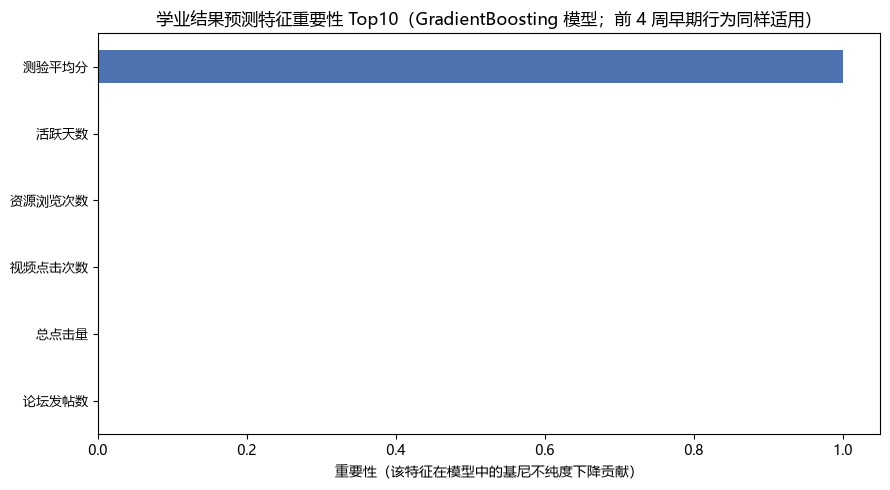 学业结果预测特征重要性 Top10（GradientBoosting 模型；前 4 周早期行为同样适用）
测验平均分
活跃天数
资源浏览次数
视频点击次数
总点击量
论坛发帖数
0.0 0.2 0.4 0.6 0.8 1.0
重要性（该特征在模型中的基尼不纯度下降贡献）